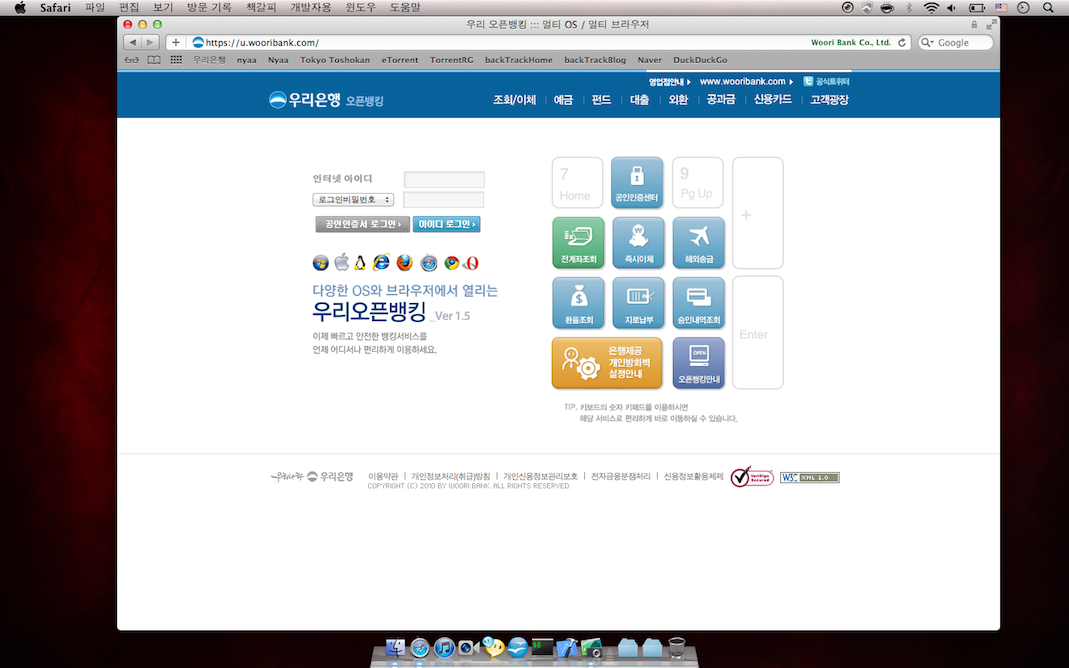 Safari 파일 편집 보기 방문 기록 책갈피 개발자용 윈도우 도움말
우리 오픈뱅킹 ::: 멀티 OS / 멀티 브라우저
https://u.wooribank.com/ Woori Bank Co., Ltd. Google
우리은행 nyaa Nyaa Tokyo Toshokan eTorrent TorrentRG backTrackHome backTrackBlog Naver DuckDuckGo
영업점안내 www.wooribank.com 공식트위터
우리은행 오픈뱅킹 조회/이체 예금 펀드 대출 외환 공과금 신용카드 고객광장
인터넷 아이디
로그인비밀번호
공인인증서 로그인 아이디 로그인
다양한 OS와 브라우저에서 열리는
우리오픈뱅킹 _Ver 1.5
이제 빠르고 안전한 뱅킹서비스를
언제 어디서나 편리하게 이용하세요.
7
Home
공인인증센터
9
Pg Up
+
전계좌조회
즉시이체
해외송금
환율조회
지로납부
승인내역조회
Enter
은행제공
개인방화벽
설정안내
OPEN
오픈뱅킹안내
TIP. 키보드의 숫자 키패드를 이용하시면
해당 서비스로 편리하게 바로 이동하실 수 있습니다.
우리나라 우리은행 이용약관 | 개인정보처리(취급)방침 | 개인신용정보관리보호 | 전자금융분쟁처리 | 신용정보활용체제
COPYRIGHT (C) 2010 BY WOORI BANK. ALL RIGHTS RESERVED.
VeriSign
Secured
W3C XML 1.0